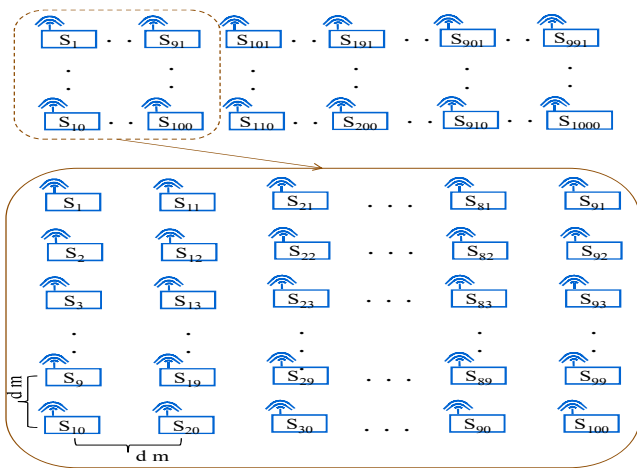 S1 . . S91 S101 . . S191 . . S901 . . S991
S10 . . S100 S110 . . S200 . . S910 . . S1000
S1 S11 S21 . . . S81 S91
S2 S12 S22 . . . S82 S92
S3 S13 S23 . . . S83 S93
S9 S19 S29 . . . S89 S99
d m
S10 S20 S30 . . . S90 S100
d m